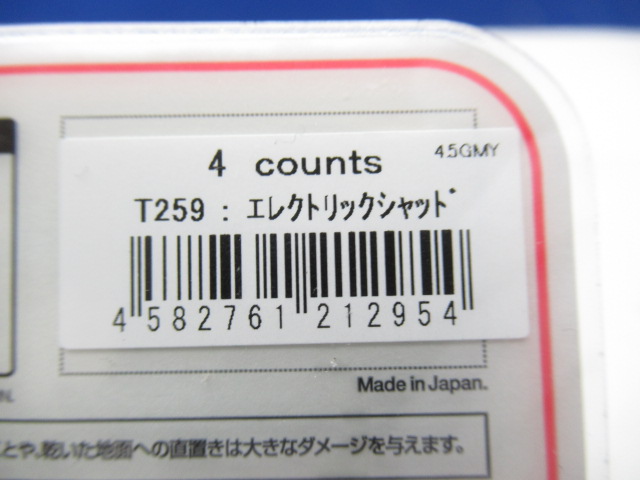 4 counts
45GMY
T259 : エレクトリックシャッド
4 582761 212954
Made in Japan.
とや、乾いた地面への直置きは大きなダメージを与えます。